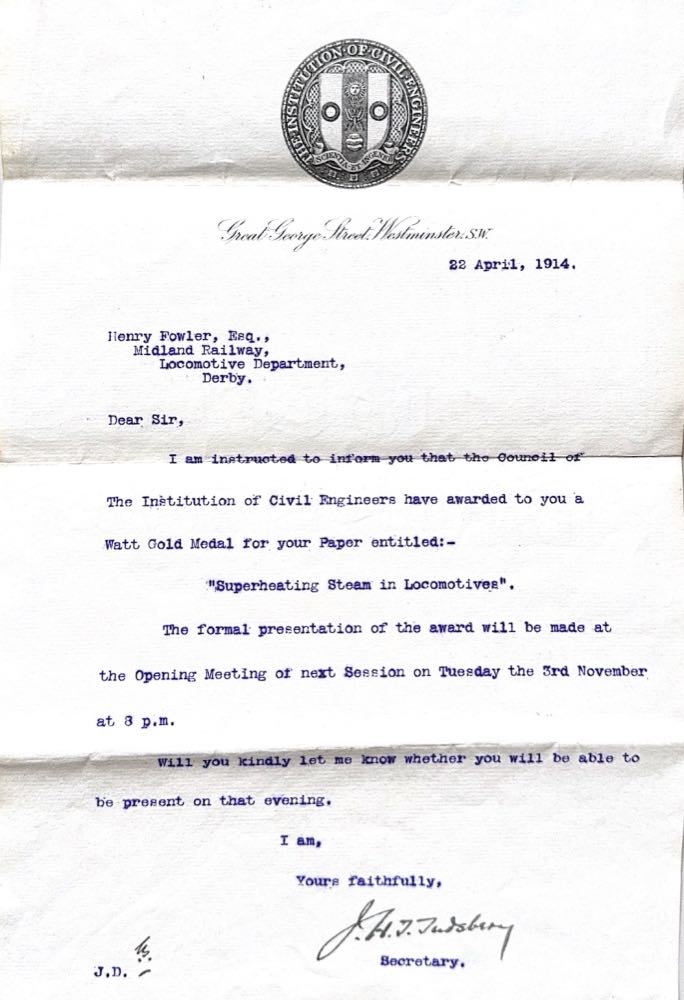 THE INSTITUTION OF CIVIL ENGINEERS
SCIENTIA ET INGENIO
Great George Street, Westminster. S.W.
22 April, 1914.
Henry Fowler, Esq.,
Midland Railway,
Locomotive Department,
Derby.
Dear Sir,
I am instructed to inform you that the Council of
The Institution of Civil Engineers have awarded to you a
Watt Gold Medal for your Paper entitled:-
"Superheating Steam in Locomotives".
The formal presentation of the award will be made at
the Opening Meeting of next Session on Tuesday the 3rd November
at 8 p.m.
Will you kindly let me know whether you will be able to
be present on that evening.
I am,
Yours faithfully,
J.H.T. Tudsbery
Secretary.
J.D.